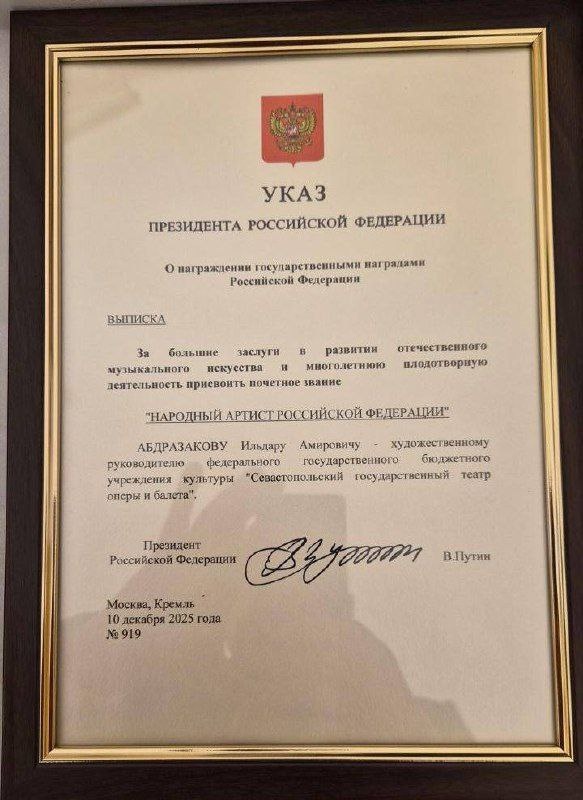 УКАЗ
ПРЕЗИДЕНТА РОССИЙСКОЙ ФЕДЕРАЦИИ
О награждении государственными наградами
Российской Федерации
ВЫПИСКА
За большие заслуги в развитии отечественного
музыкального искусства и многолетнюю плодотворную
деятельность присвоить почетное звание
"НАРОДНЫЙ АРТИСТ РОССИЙСКОЙ ФЕДЕРАЦИИ"
АБДРАЗАКОВУ Ильдару Амировичу - художественному
руководителю федерального государственного бюджетного
учреждения культуры "Севастопольский государственный театр
оперы и балета".
Президент
Российской Федерации
В.Путин
Москва, Кремль
10 декабря 2025 года
№ 919